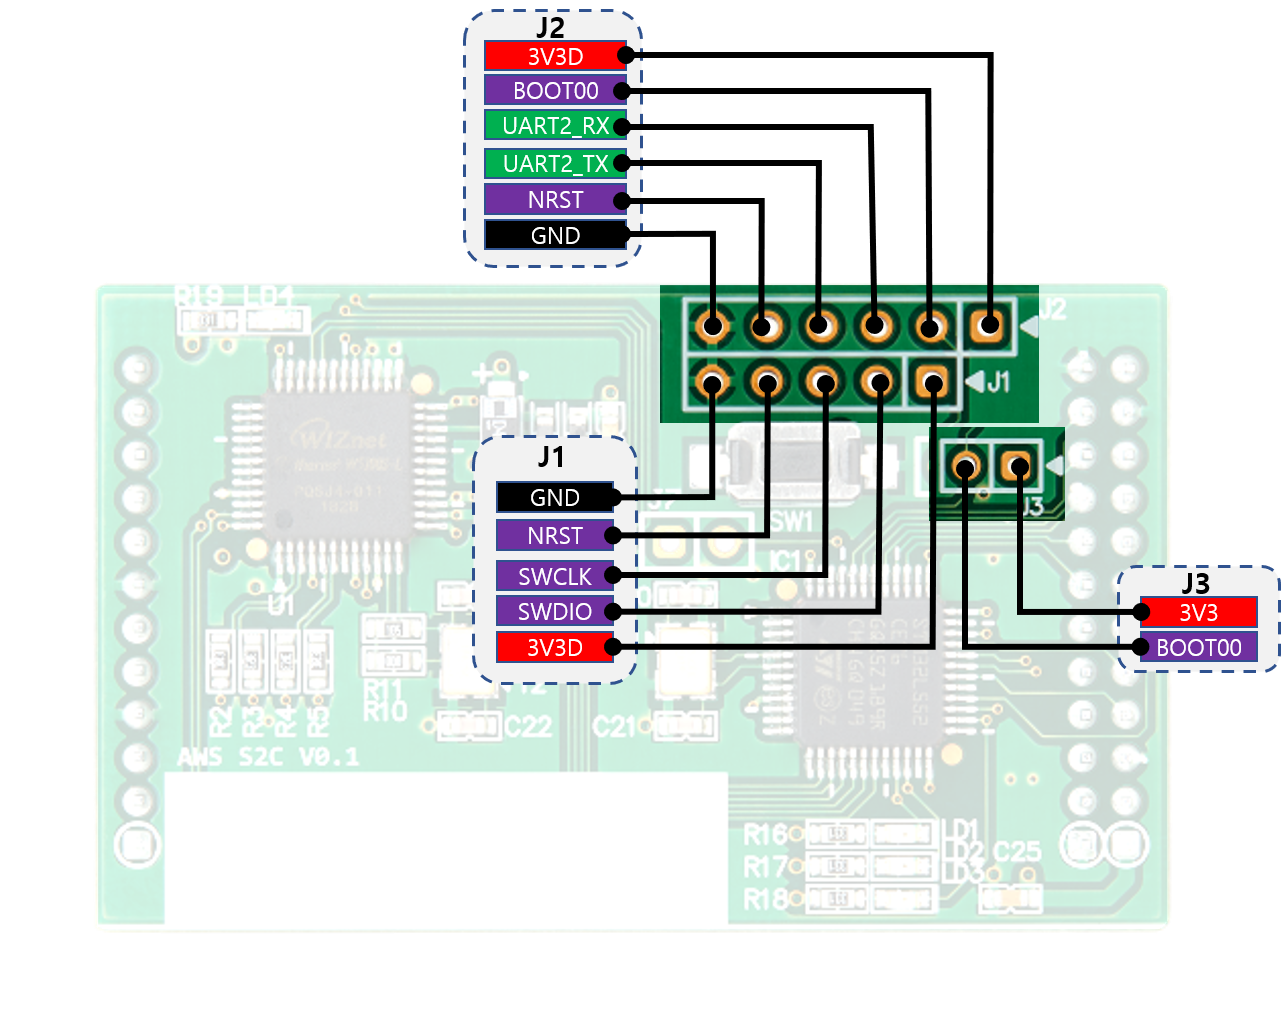 J2
3V3D
BOOT00
UART2_RX
UART2_TX
NRST
GND
R19 LD4
J2
J1
WIZnet
J1
GND
NRST
SWCLK
SWDIO
3V3D
SW1
J3
IC1
U1
J3
3V3
BOOT00
R11
R10
R2
R3
R4
R5
C22
C21
AWS S2C V0.1
R16
LD1
R17
LD2
C25
R18
LD3